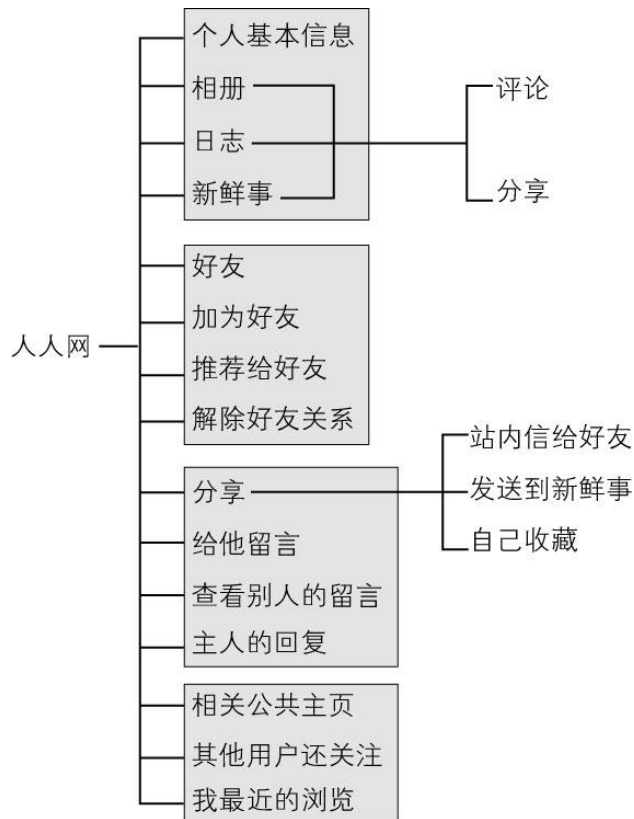 人人网
个人基本信息
相册
日志
新鲜事
评论
分享
好友
加为好友
推荐给好友
解除好友关系
分享
给他留言
查看别人的留言
主人的回复
站内信给好友
发送到新鲜事
自己收藏
相关公共主页
其他用户还关注
我最近的浏览